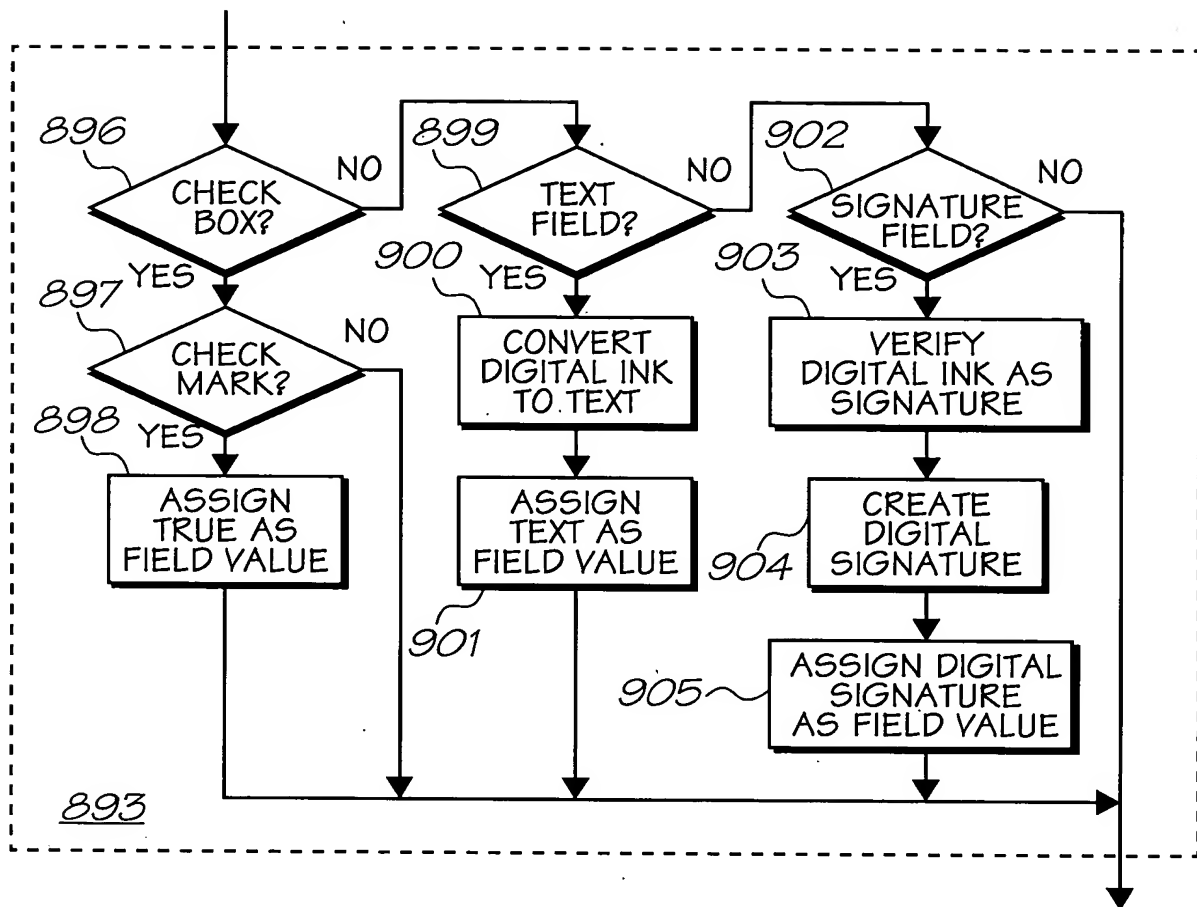 896
CHECK
BOX?
NO
YES
899
TEXT
FIELD?
NO
YES
902
SIGNATURE
FIELD?
NO
YES
897
CHECK
MARK?
NO
YES
898
ASSIGN
TRUE AS
FIELD VALUE
900
CONVERT
DIGITAL INK
TO TEXT
ASSIGN
TEXT AS
FIELD VALUE
901
903
VERIFY
DIGITAL INK AS
SIGNATURE
CREATE
DIGITAL
SIGNATURE
904
ASSIGN DIGITAL
SIGNATURE
AS FIELD VALUE
905
893